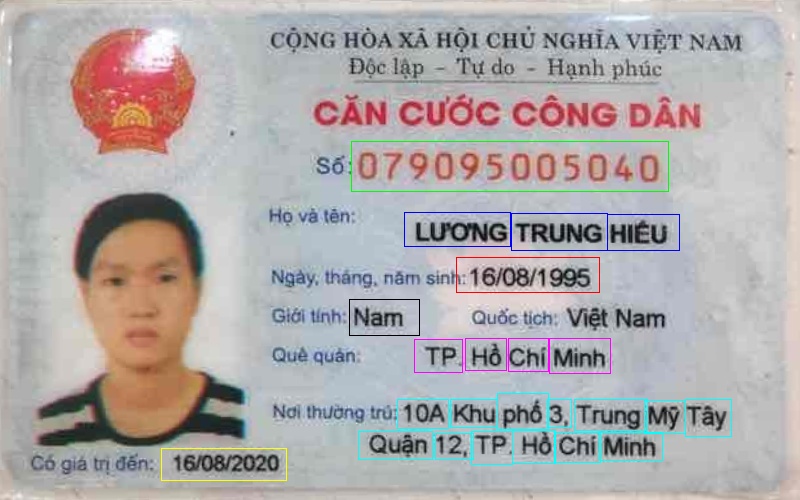 CỘNG HÒA XÃ HỘI CHỦ NGHĨA VIỆT NAM
Độc lập - Tự do - Hạnh phúc
CĂN CƯỚC CÔNG DÂN
Số: 079095005040
Họ và tên: LƯƠNG TRUNG HIẾU
Ngày, tháng, năm sinh: 16/08/1995
Giới tính: Nam Quốc tịch: Việt Nam
Quê quán: TP. Hồ Chí Minh
Nơi thường trú: 10A Khu phố 3, Trung Mỹ Tây
Quận 12, TP. Hồ Chí Minh
Có giá trị đến: 16/08/2020